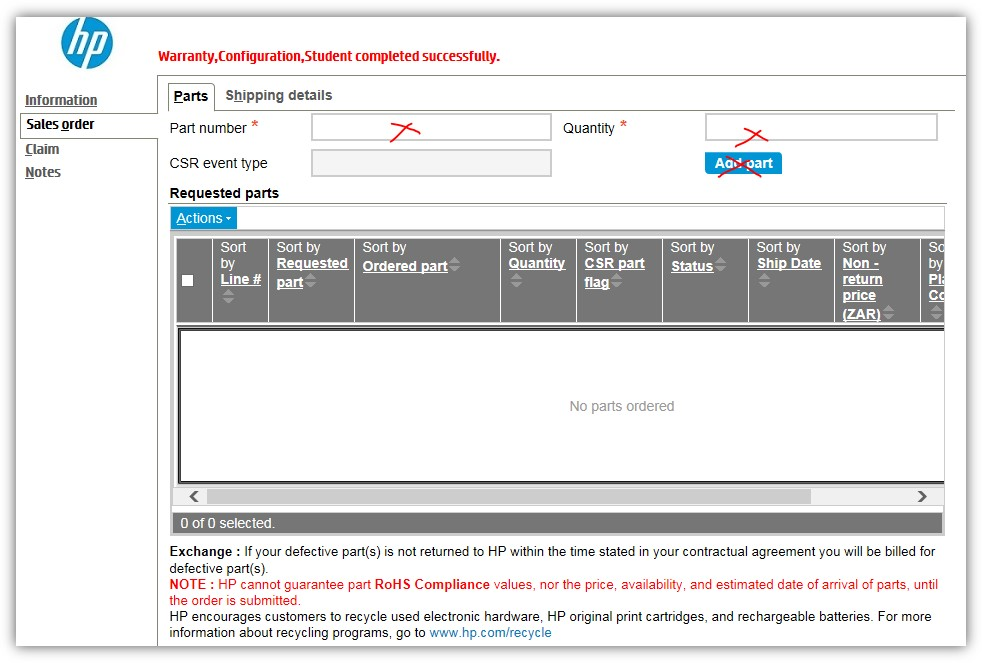 hp
Warranty,Configuration,Student completed successfully.
Information
Sales order
Claim
Notes
Parts Shipping details
Part number * Quantity *
CSR event type Add part
Requested parts
Actions
Sort by Line # Sort by Requested part Sort by Ordered part Sort by Quantity Sort by CSR part flag Sort by Status Sort by Ship Date Sort by Non - return price (ZAR) So by Pla Co
No parts ordered
0 of 0 selected.
Exchange : If your defective part(s) is not returned to HP within the time stated in your contractual agreement you will be billed for
defective part(s).
NOTE : HP cannot guarantee part RoHS Compliance values, nor the price, availability, and estimated date of arrival of parts, until
the order is submitted.
HP encourages customers to recycle used electronic hardware, HP original print cartridges, and rechargeable batteries. For more
information about recycling programs, go to www.hp.com/recycle